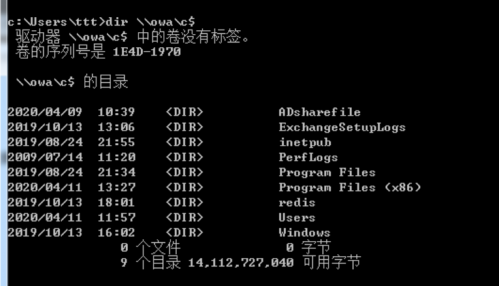 c:\Users\ttt>dir \\owa\c$
驱动器 \\owa\c$ 中的卷没有标签。
卷的序列号是 1E4D-1970
\\owa\c$ 的目录
2020/04/09  10:39    <DIR>          ADsharefile
2019/10/13  13:06    <DIR>          ExchangeSetupLogs
2019/08/24  21:55    <DIR>          inetpub
2009/07/14  11:20    <DIR>          PerfLogs
2019/08/24  21:34    <DIR>          Program Files
2020/04/11  13:27    <DIR>          Program Files (x86)
2019/10/13  18:01    <DIR>          redis
2020/04/11  11:57    <DIR>          Users
2019/10/13  16:02    <DIR>          Windows
0 个文件              0 字节
9 个目录 14,112,727,040 可用字节